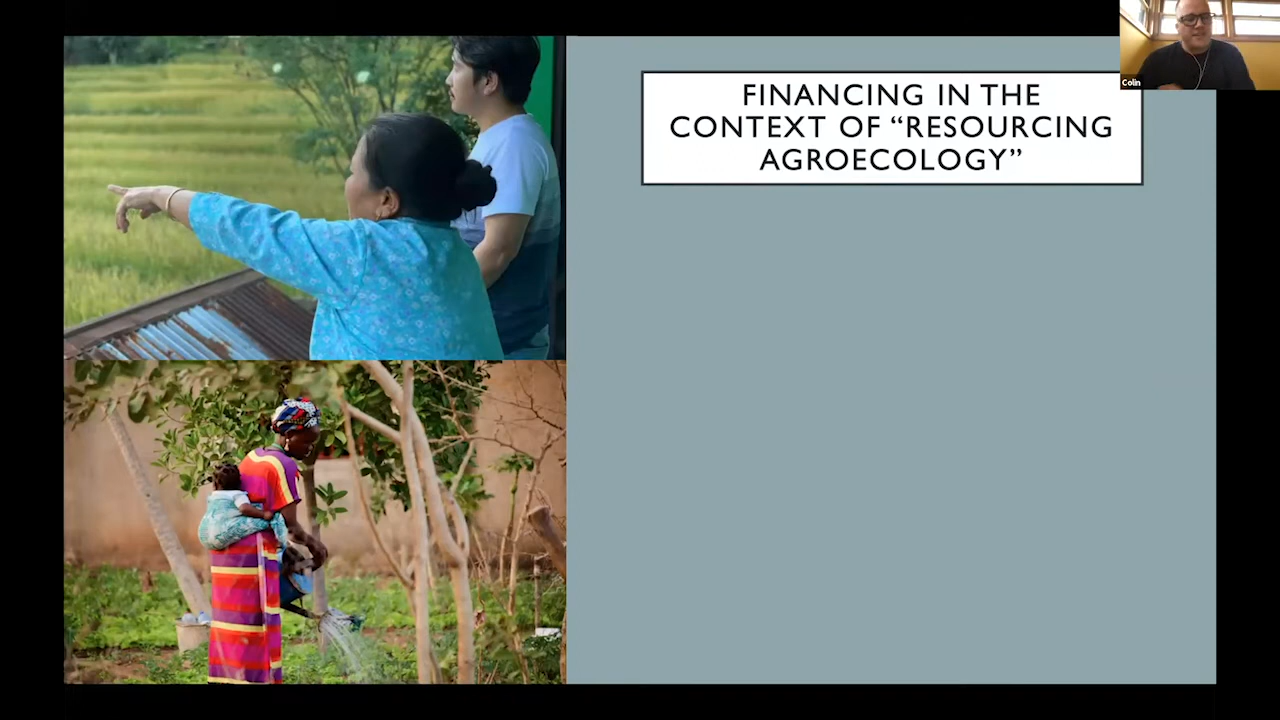 FINANCING IN THE
CONTEXT OF “RESOURCING
AGROECOLOGY”
Colin